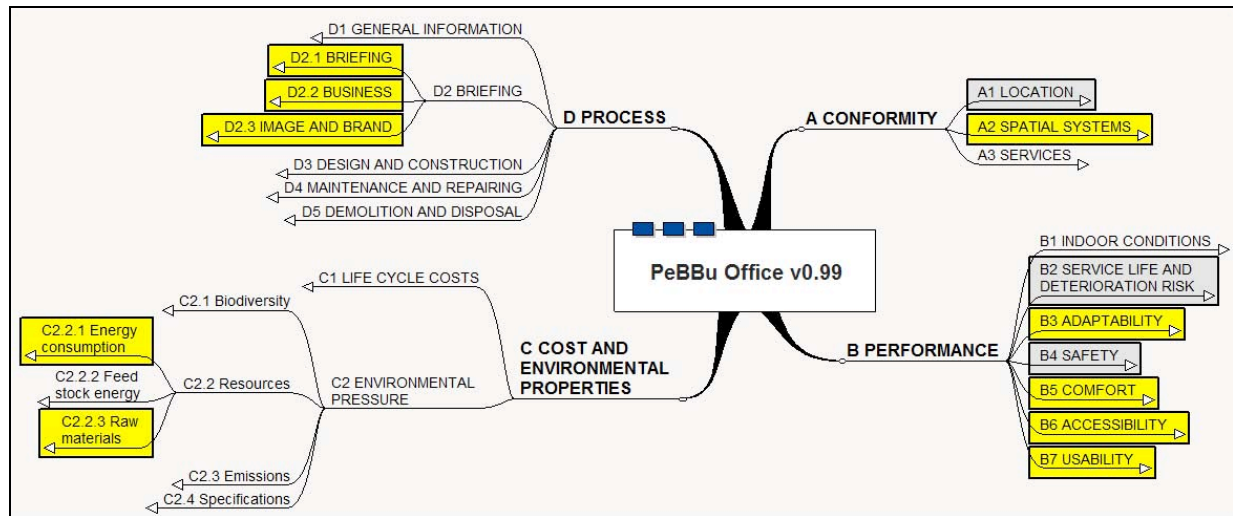 D1 GENERAL INFORMATION
D2.1 BRIEFING
D2.2 BUSINESS
D2.3 IMAGE AND BRAND
D2 BRIEFING
D3 DESIGN AND CONSTRUCTION
D4 MAINTENANCE AND REPAIRING
D5 DEMOLITION AND DISPOSAL
D PROCESS
A CONFORMITY
A1 LOCATION
A2 SPATIAL SYSTEMS
A3 SERVICES
PeBBu Office v0.99
B PERFORMANCE
B1 INDOOR CONDITIONS
B2 SERVICE LIFE AND
DETERIORATION RISK
B3 ADAPTABILITY
B4 SAFETY
B5 COMFORT
B6 ACCESSIBILITY
B7 USABILITY
C COST AND
ENVIRONMENTAL
PROPERTIES
C1 LIFE CYCLE COSTS
C2 ENVIRONMENTAL
PRESSURE
C2.1 Biodiversity
C2.2 Resources
C2.2.1 Energy
consumption
C2.2.2 Feed
stock energy
C2.2.3 Raw
materials
C2.3 Emissions
C2.4 Specifications